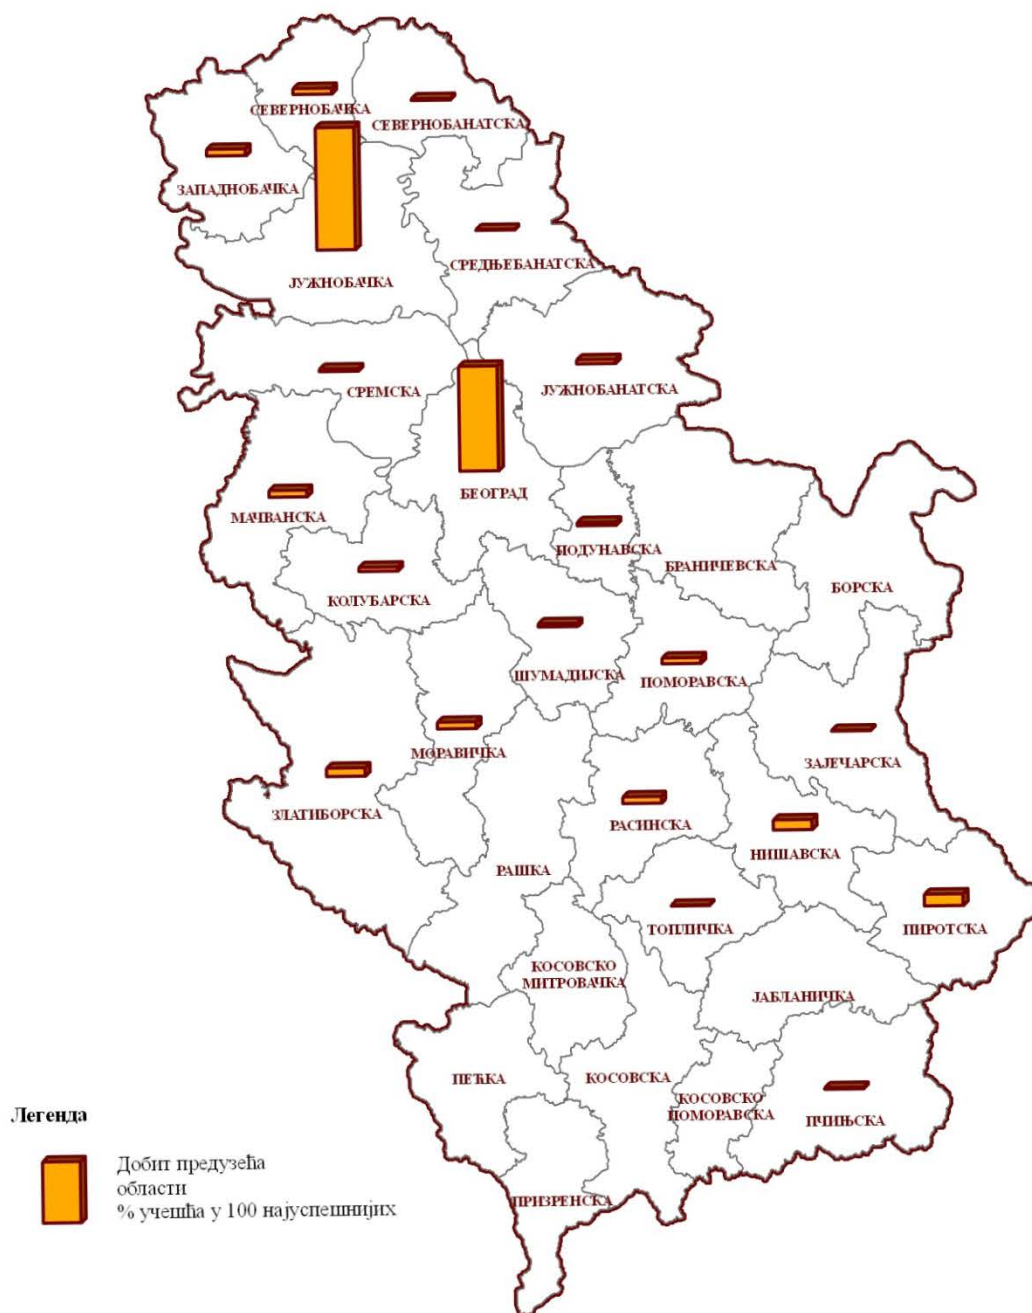 СЕВЕРНОБАЧКА
СЕВЕРНОБАНАТСКА
ЗАПАДНОБАЧКА
СРЕДЊЕБАНАТСКА
ЈУЖНОБАЧКА
СРЕМСКА
ЈУЖНОБАНАТСКА
БЕОГРАД
МАЧВАНСКА
ПОДУНАВСКА
БРАНИЧЕВСКА
БОРСКА
КОЛУБАРСКА
ШУМАДИЈСКА
ПОМОРАВСКА
МОРАВИЧКА
ЗАЈЕЧАРСКА
ЗЛАТИБОРСКА
РАСИНСКА
НИШАВСКА
РАШКА
ТОПЛИЧКА
ПИРОТСКА
КОСОВСКО
МИТРОВАЧКА
ЈАБЛАНИЧКА
ПЕЋКА
КОСОВСКА
КОСОВСКО
ПОМОРАВСКА
ПЧИЊСКА
ПРИЗРЕНСКА
Легенда
Добит предузећа
области
% учешћа у 100 најуспешнијих